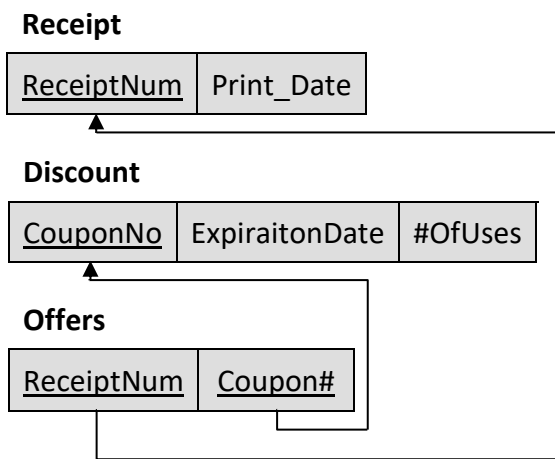 Receipt
ReceiptNum Print_Date
Discount
CouponNo ExpiraitonDate #OfUses
Offers
ReceiptNum Coupon#